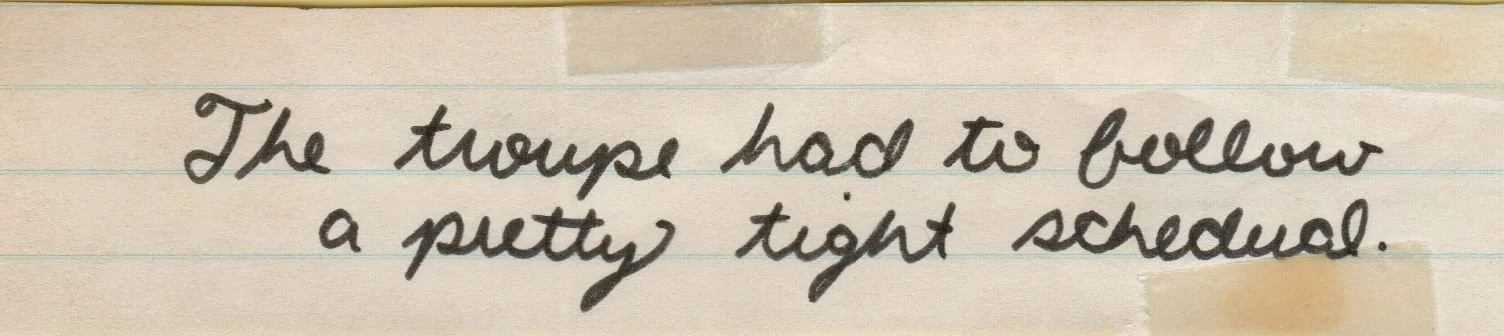 The troupe had to follow
a pretty tight schedual.